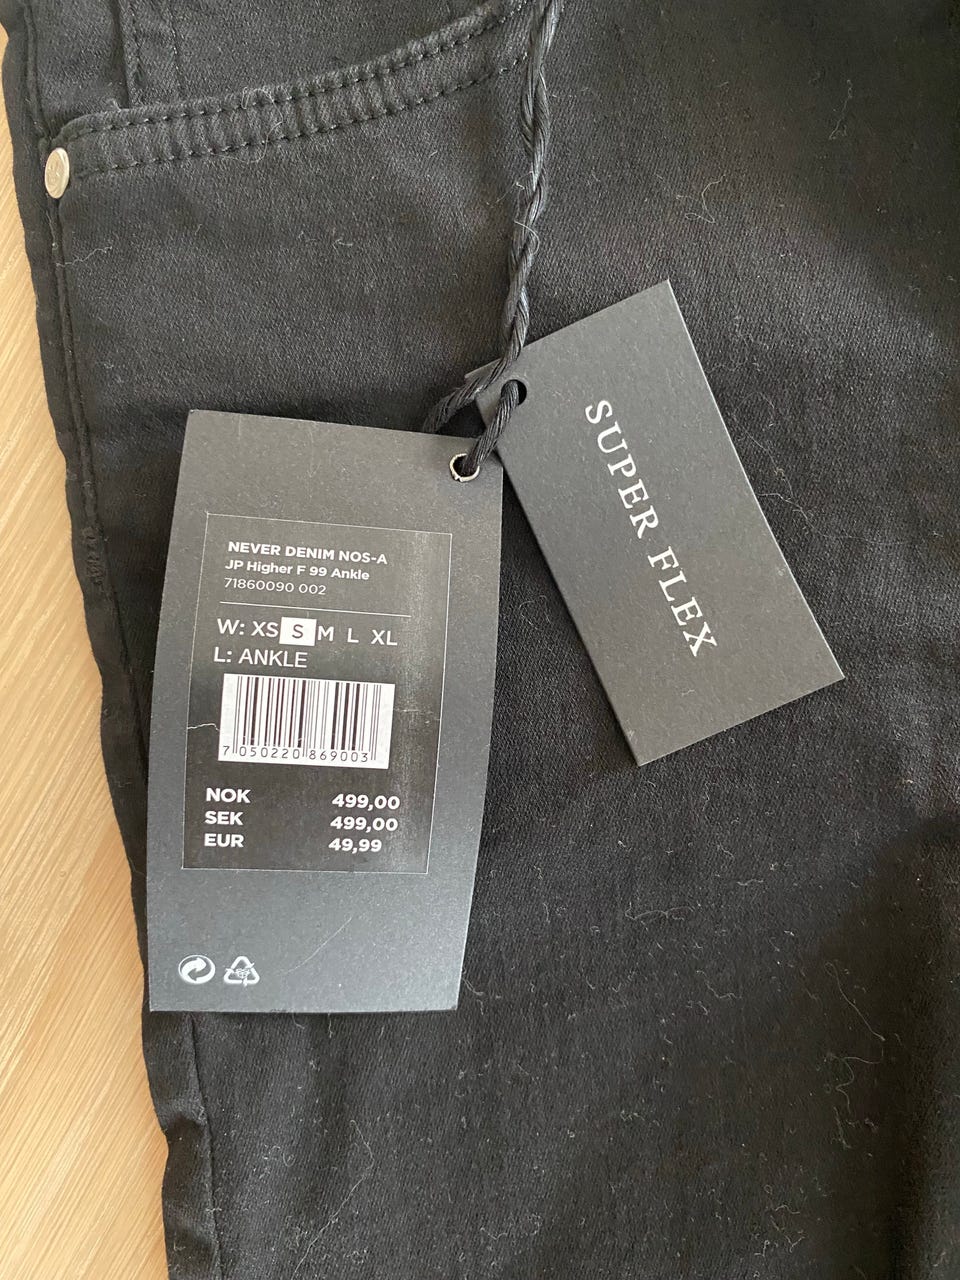 NEVER DENIM NOS-A
JP Higher F 99 Ankle
71860090 002
W: XS S M L XL
L: ANKLE
7 050220 869003
NOK 499,00
SEK 499,00
EUR 49,99
SUPER FLEX